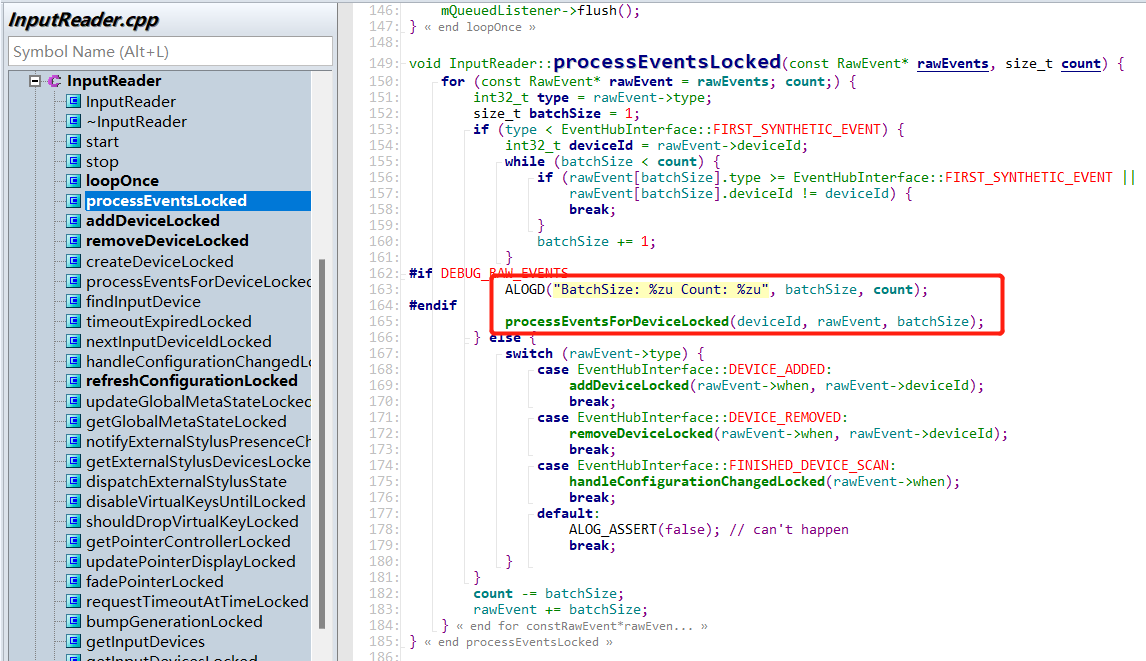 InputReader.cpp
Symbol Name (Alt+L)
InputReader
InputReader
~InputReader
start
stop
loopOnce
processEventsLocked
addDeviceLocked
removeDeviceLocked
createDeviceLocked
processEventsForDeviceLocked
findInputDevice
timeoutExpiredLocked
nextInputDeviceIdLocked
handleConfigurationChangedLo
refreshConfigurationLocked
updateGlobalMetaStateLocked
getGlobalMetaStateLocked
notifyExternalStylusPresenceCh
getExternalStylusDevicesLocke
dispatchExternalStylusState
disableVirtualKeysUntilLocked
shouldDropVirtualKeyLocked
getPointerControllerLocked
updatePointerDisplayLocked
fadePointerLocked
requestTimeoutAtTimeLocked
bumpGenerationLocked
getInputDevices
getInputDevicesLocked
146: mQueuedListener->flush();
147: } « end loopOnce »
148:
149: void InputReader::processEventsLocked(const RawEvent* rawEvents, size_t count) {
150: for (const RawEvent* rawEvent = rawEvents; count;) {
151: int32_t type = rawEvent->type;
152: size_t batchSize = 1;
153: if (type < EventHubInterface::FIRST_SYNTHETIC_EVENT) {
154: int32_t deviceId = rawEvent->deviceId;
155: while (batchSize < count) {
156: if (rawEvent[batchSize].type >= EventHubInterface::FIRST_SYNTHETIC_EVENT ||
157: rawEvent[batchSize].deviceId != deviceId) {
158: break;
159: }
160: batchSize += 1;
161: }
162: #if DEBUG_RAW_EVENTS
163: ALOGD("BatchSize: %zu Count: %zu", batchSize, count);
164: #endif
165: processEventsForDeviceLocked(deviceId, rawEvent, batchSize);
166: } else {
167: switch (rawEvent->type) {
168: case EventHubInterface::DEVICE_ADDED:
169: addDeviceLocked(rawEvent->when, rawEvent->deviceId);
170: break;
171: case EventHubInterface::DEVICE_REMOVED:
172: removeDeviceLocked(rawEvent->when, rawEvent->deviceId);
173: break;
174: case EventHubInterface::FINISHED_DEVICE_SCAN:
175: handleConfigurationChangedLocked(rawEvent->when);
176: break;
177: default:
178: ALOG_ASSERT(false); // can't happen
179: break;
180: }
181: }
182: count -= batchSize;
183: rawEvent += batchSize;
184: } « end for constRawEvent*rawEven... »
185: } « end processEventsLocked »
186: